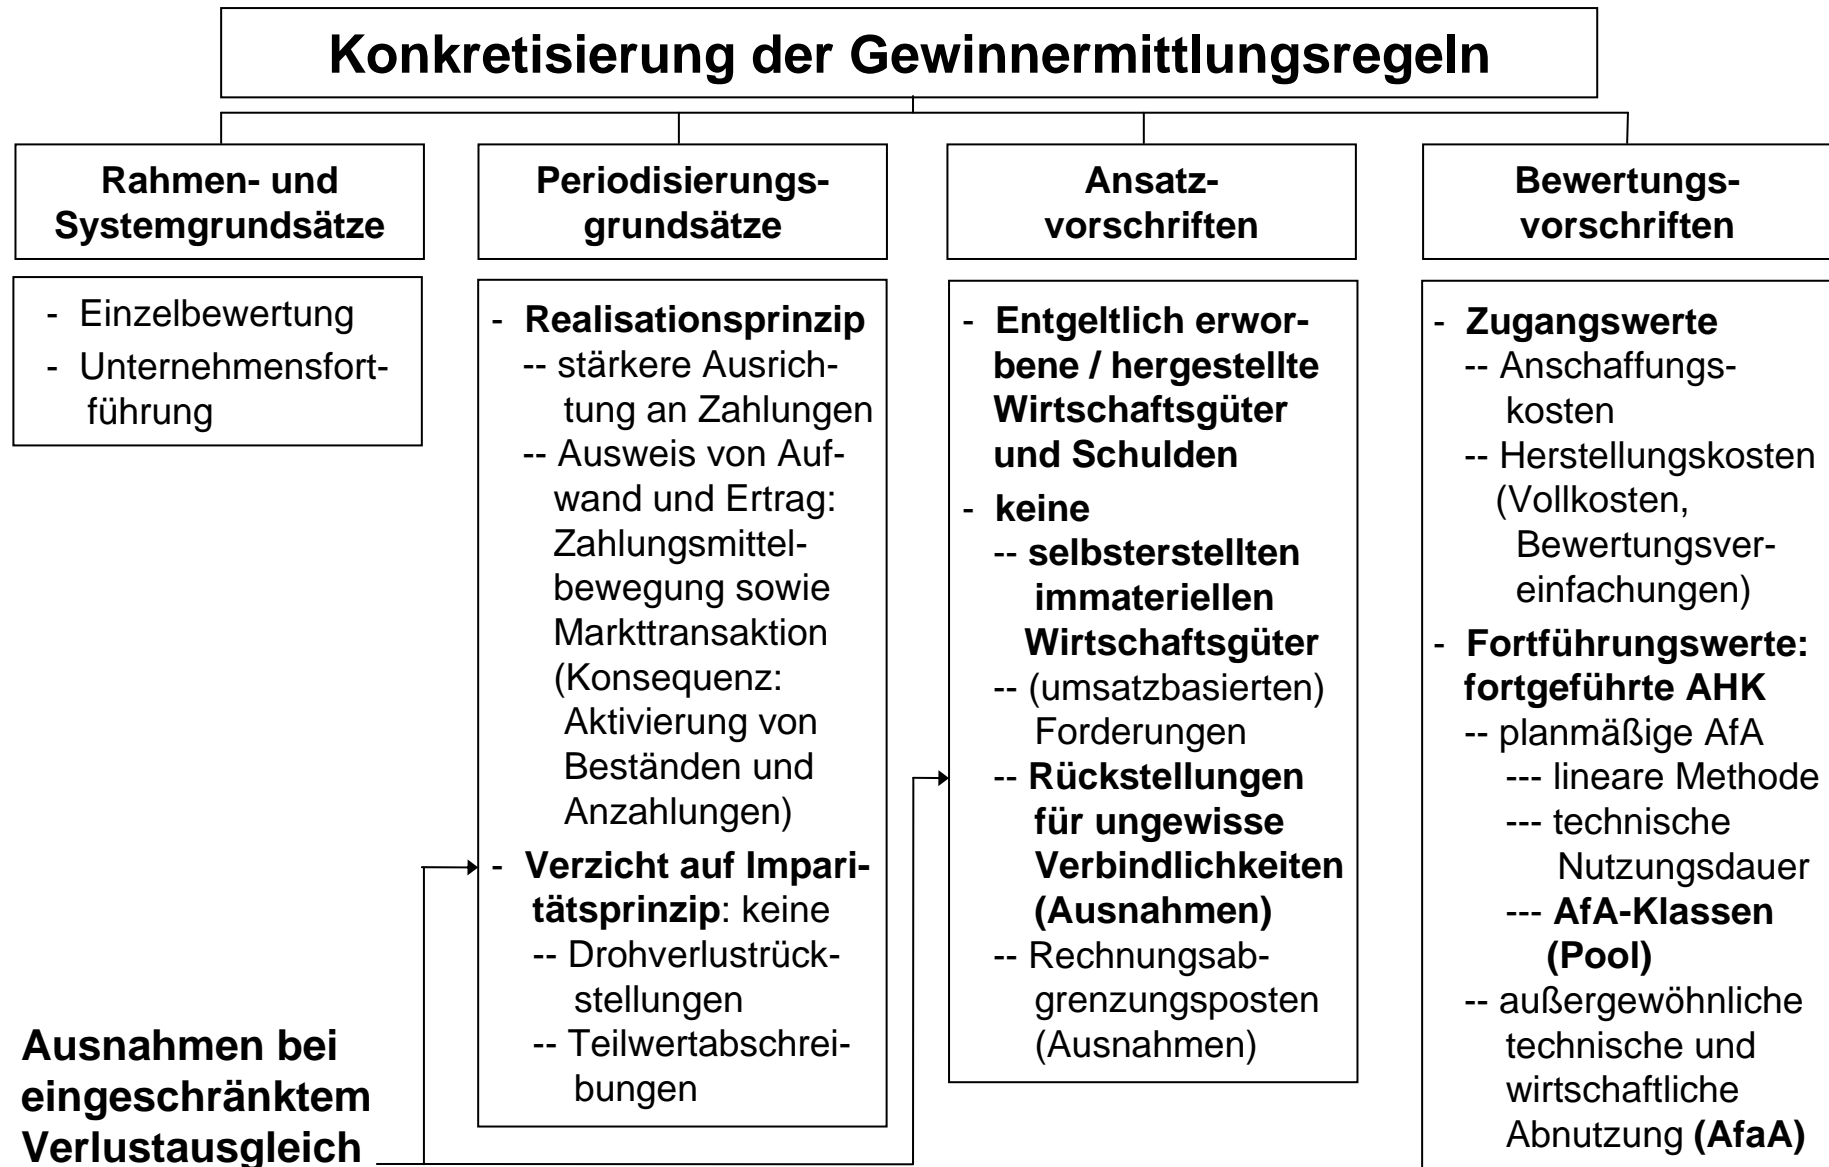 Konkretisierung der Gewinnermittlungsregeln
Rahmen- und
Systemgrundsätze
- Einzelbewertung
- Unternehmensfort-
führung
Periodisierungs-
grundsätze
- Realisationsprinzip
-- stärkere Ausrich-
tung an Zahlungen
-- Ausweis von Auf-
wand und Ertrag:
Zahlungsmittel-
bewegung sowie
Markttransaktion
(Konsequenz:
Aktivierung von
Beständen und
Anzahlungen)
- Verzicht auf Impari-
tätsprinzip: keine
-- Drohverlustrück-
stellungen
-- Teilwertabschrei-
bungen
Ansatz-
vorschriften
- Entgeltlich erwor-
bene / hergestellte
Wirtschaftsgüter
und Schulden
- keine
-- selbsterstellten
immateriellen
Wirtschaftsgüter
-- (umsatzbasierten)
Forderungen
-- Rückstellungen
für ungewisse
Verbindlichkeiten
(Ausnahmen)
-- Rechnungsab-
grenzungsposten
(Ausnahmen)
Bewertungs-
vorschriften
- Zugangswerte
-- Anschaffungs-
kosten
-- Herstellungskosten
(Vollkosten,
Bewertungsver-
einfachungen)
- Fortführungswerte:
fortgeführte AHK
-- planmäßige AfA
--- lineare Methode
--- technische
Nutzungsdauer
--- AfA-Klassen
(Pool)
-- außergewöhnliche
technische und
wirtschaftliche
Abnutzung (AfaA)
Ausnahmen bei
eingeschränktem
Verlustausgleich